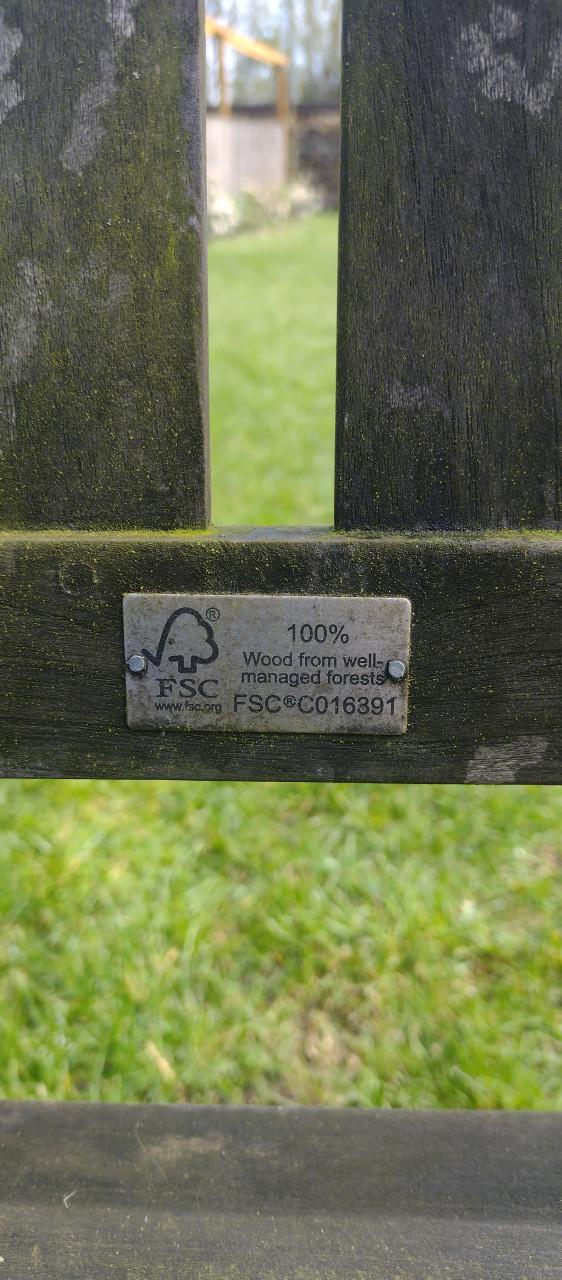 ®
100%
Wood from well-
managed forests
FSC
www.fsc.org
FSC®C016391